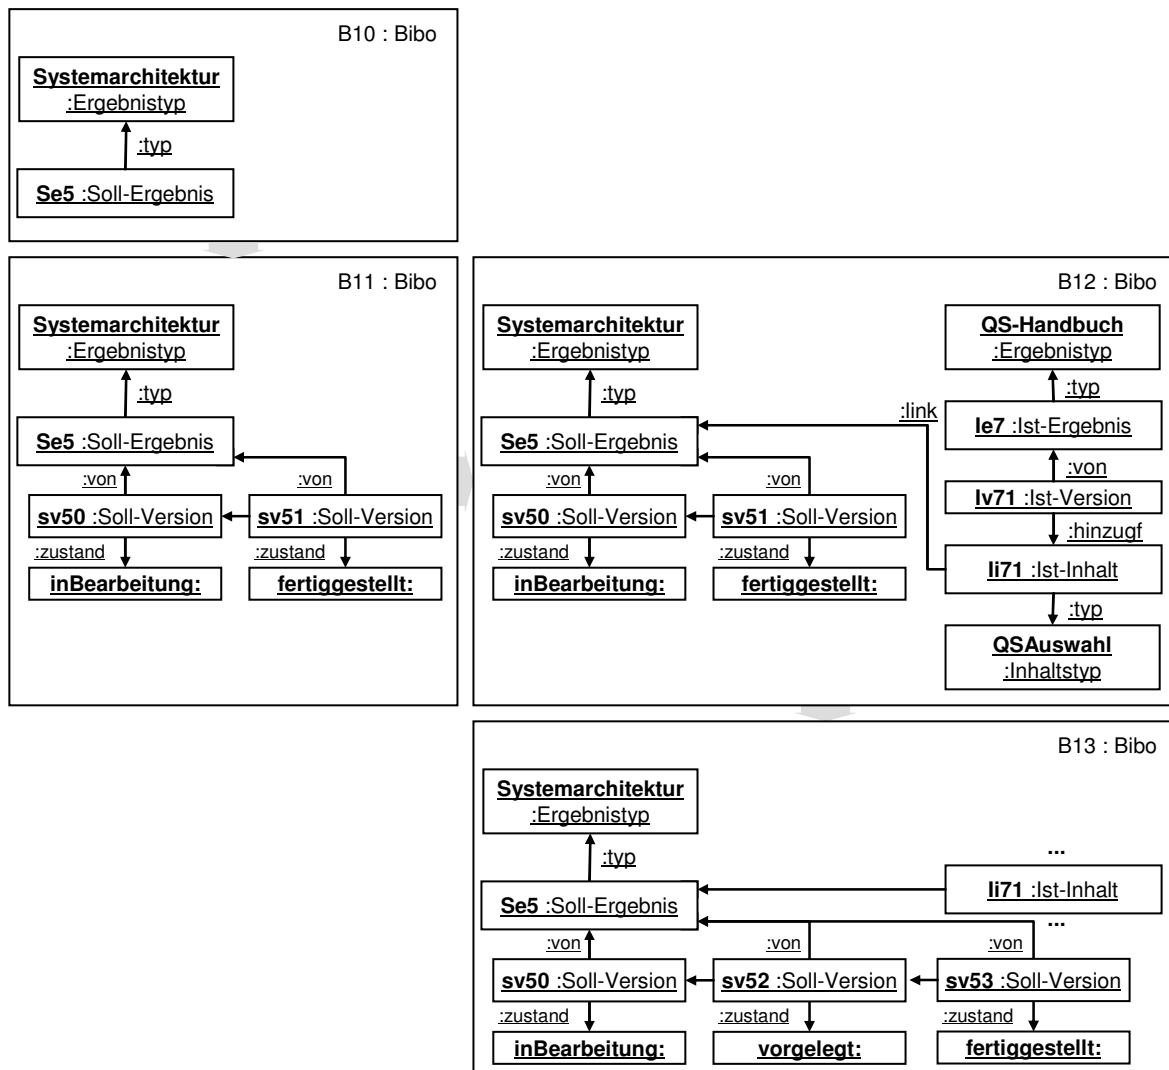 B10 : Bibo
Systemarchitektur
:Ergebnistyp
:typ
Se5 :Soll-Ergebnis
B11 : Bibo
Systemarchitektur
:Ergebnistyp
:typ
Se5 :Soll-Ergebnis
:von
:von
sv50 :Soll-Version
sv51 :Soll-Version
:zustand
:zustand
inBearbeitung:
fertiggestellt:
B12 : Bibo
Systemarchitektur
:Ergebnistyp
QS-Handbuch
:Ergebnistyp
:typ
:typ
:link
Se5 :Soll-Ergebnis
Ie7 :Ist-Ergebnis
:von
:von
:von
sv50 :Soll-Version
sv51 :Soll-Version
Iv71 :Ist-Version
:zustand
:zustand
:hinzugf
inBearbeitung:
fertiggestellt:
Ii71 :Ist-Inhalt
:typ
QSAuswahl
:Inhaltstyp
B13 : Bibo
Systemarchitektur
:Ergebnistyp
:typ
...
Ii71 :Ist-Inhalt
...
Se5 :Soll-Ergebnis
:von
:von
:von
sv50 :Soll-Version
sv52 :Soll-Version
sv53 :Soll-Version
:zustand
:zustand
:zustand
inBearbeitung:
vorgelegt:
fertiggestellt: